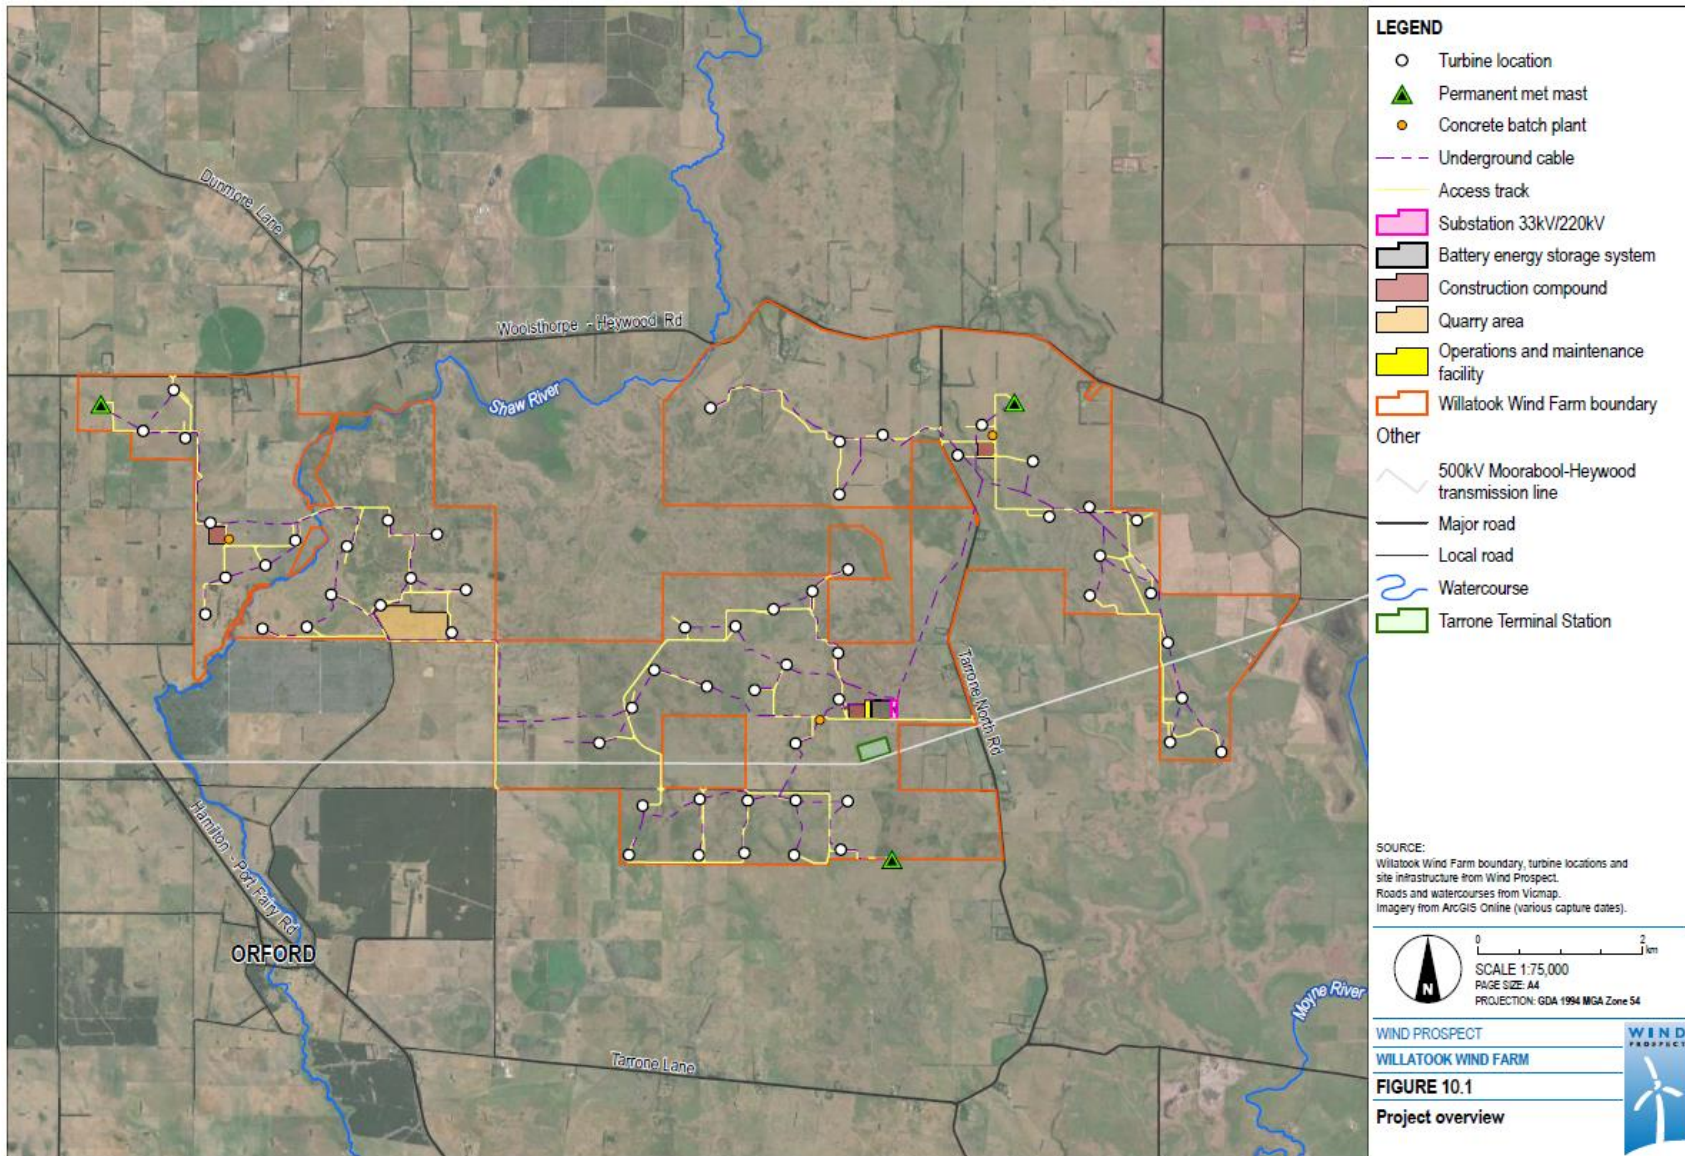 Dunmore Lane
Woolsthorpe - Heywood Rd
Shaw River
Tarrone North Rd
Hamilton - Port Fairy Rd
ORFORD
Tarrone Lane
Moyne River
LEGEND
Turbine location
Permanent met mast
Concrete batch plant
Underground cable
Access track
Substation 33kV/220kV
Battery energy storage system
Construction compound
Quarry area
Operations and maintenance
facility
Willatook Wind Farm boundary
Other
500kV Moorabool-Heywood
transmission line
Major road
Local road
Watercourse
Tarrone Terminal Station
SOURCE:
Willatook Wind Farm boundary, turbine locations and
site infrastructure from Wind Prospect.
Roads and watercourses from Vicmap.
Imagery from ArcGIS Online (various capture dates).
N
0 2
km
SCALE 1:75,000
PAGE SIZE: A4
PROJECTION: GDA 1994 MGA Zone 54
WIND PROSPECT
WILLATOOK WIND FARM
FIGURE 10.1
Project overview
WIND
PROSPECT